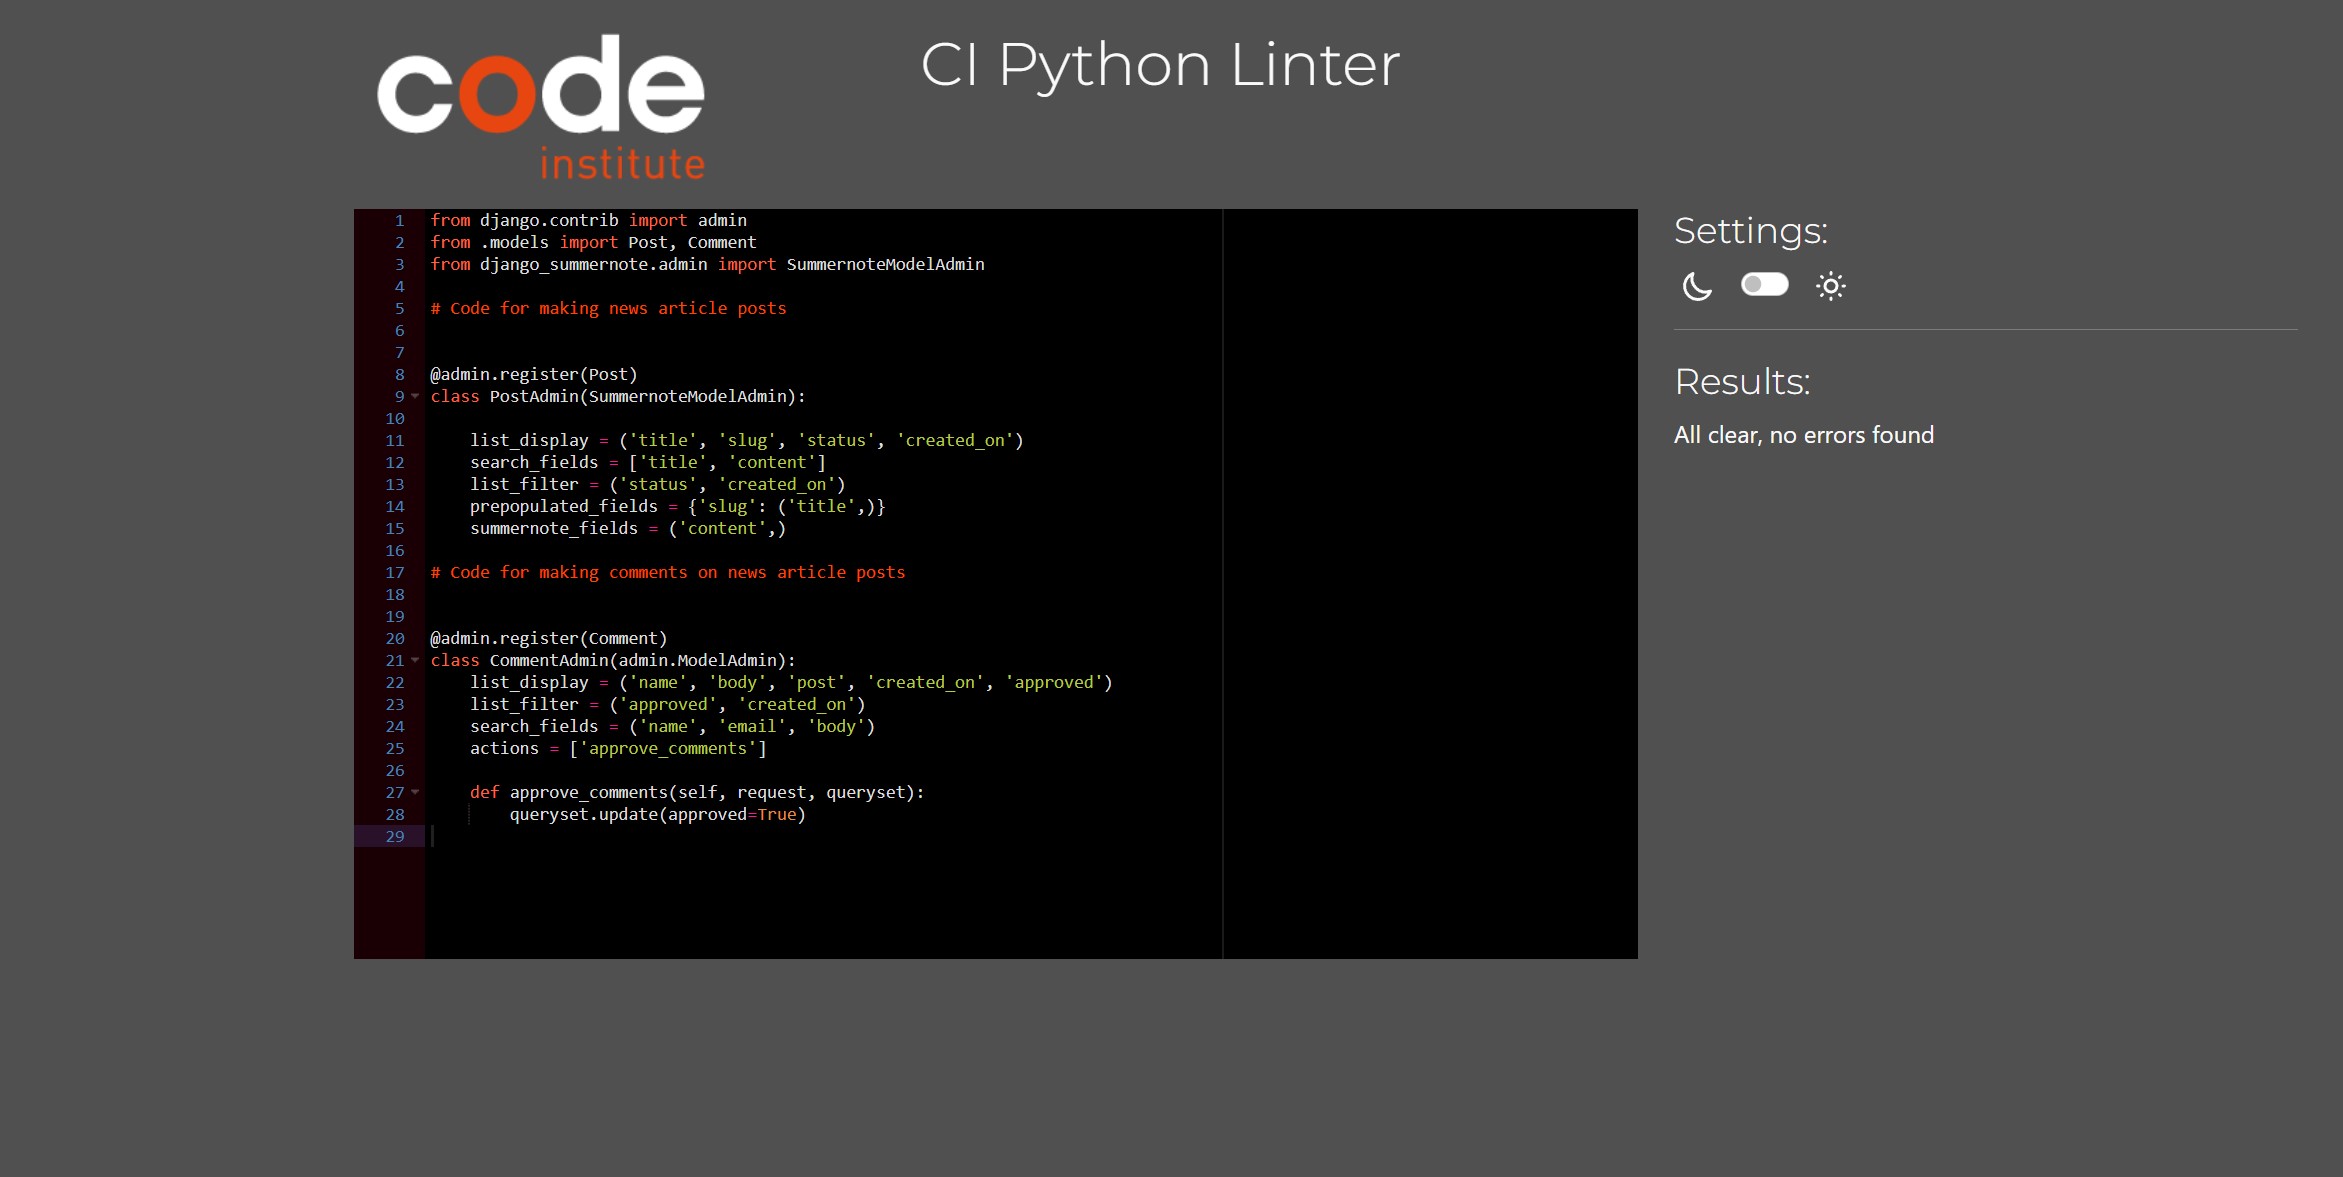 code
institute
CI Python Linter
1 from django.contrib import admin
2 from .models import Post, Comment
3 from django_summernote.admin import SummernoteModelAdmin
4
5 # Code for making news article posts
6
7
8 @admin.register(Post)
9 class PostAdmin(SummernoteModelAdmin):
10
11     list_display = ('title', 'slug', 'status', 'created_on')
12     search_fields = ['title', 'content']
13     list_filter = ('status', 'created_on')
14     prepopulated_fields = {'slug': ('title',)}
15     summernote_fields = ('content',)
16
17 # Code for making comments on news article posts
18
19
20 @admin.register(Comment)
21 class CommentAdmin(admin.ModelAdmin):
22     list_display = ('name', 'body', 'post', 'created_on', 'approved')
23     list_filter = ('approved', 'created_on')
24     search_fields = ('name', 'email', 'body')
25     actions = ['approve_comments']
26
27     def approve_comments(self, request, queryset):
28         queryset.update(approved=True)
29
Settings:
Results:
All clear, no errors found